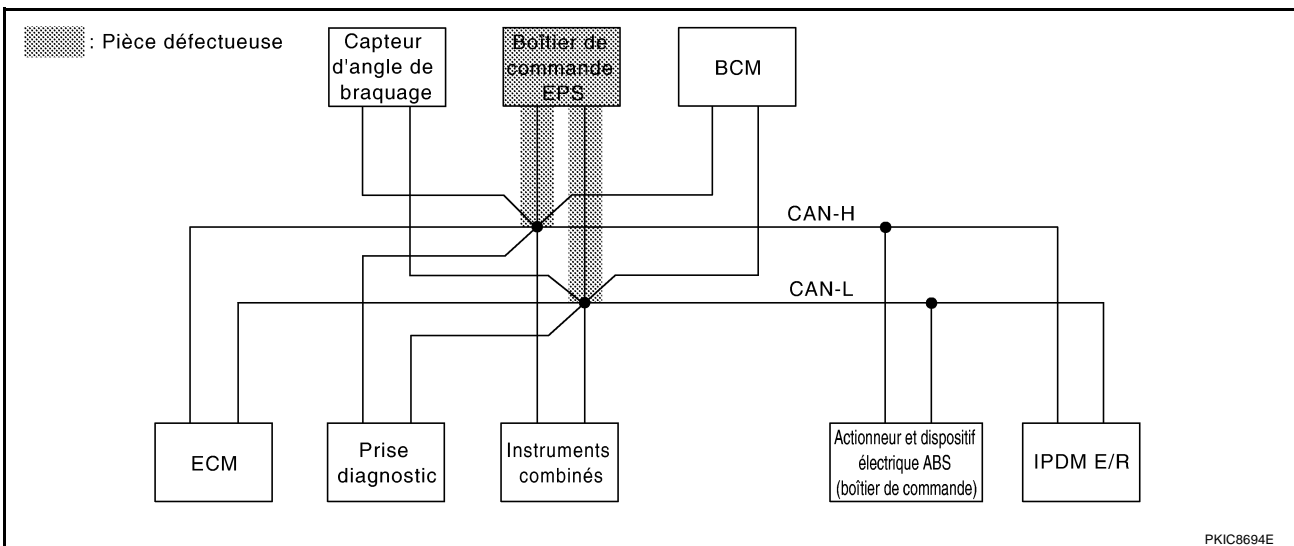 : Pièce défectueuse
Capteur
d'angle de
braquage
Boîtier de
commande
EPS
BCM
CAN-H
CAN-L
ECM
Prise
diagnostic
Instruments
combinés
Actionneur et dispositif
électrique ABS
(boîtier de commande)
IPDM E/R
PKIC8694E